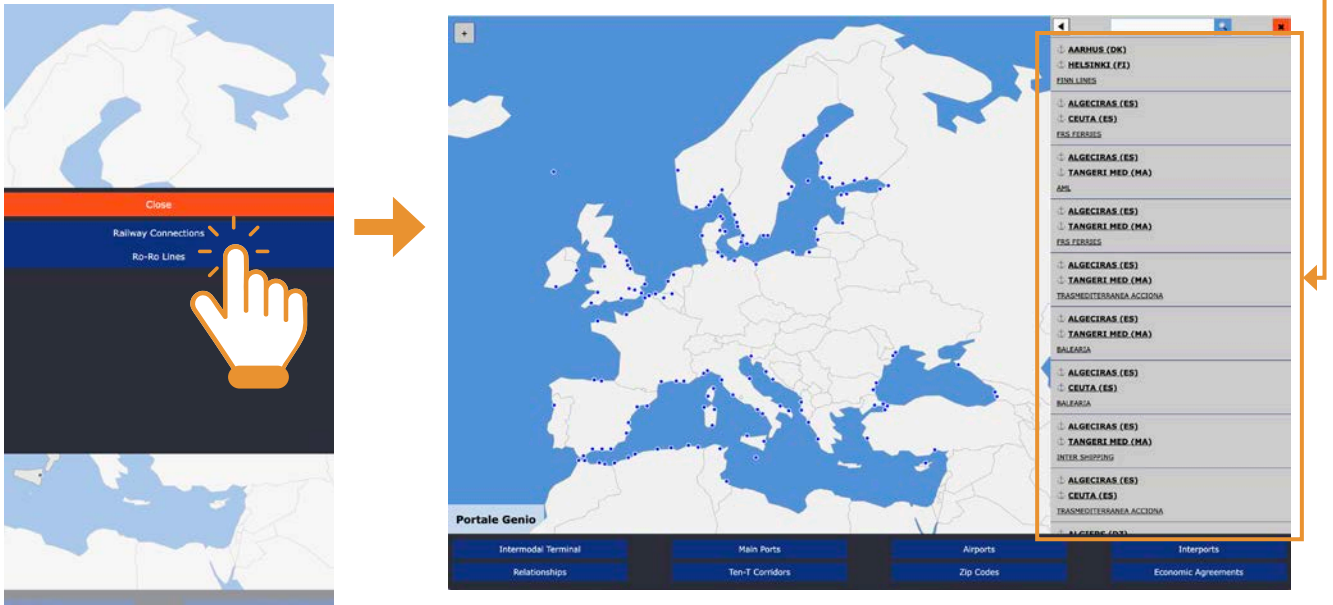 Close
Railway Connections
Ro-Ro Lines
+
AARHUS (DK)
HELSINKI (FI)
FINN LINES
ALGECIRAS (ES)
CEUTA (ES)
FRS FERRIES
ALGECIRAS (ES)
TANGERI MED (MA)
AML
ALGECIRAS (ES)
TANGERI MED (MA)
FRS FERRIES
ALGECIRAS (ES)
TANGERI MED (MA)
TRASMEDITERRANEA ACCIONA
ALGECIRAS (ES)
TANGERI MED (MA)
BALEARIA
ALGECIRAS (ES)
CEUTA (ES)
BALEARIA
ALGECIRAS (ES)
TANGERI MED (MA)
INTER SHIPPING
ALGECIRAS (ES)
CEUTA (ES)
TRASMEDITERRANEA ACCIONA
ALGIERS (DZ)
Portale Genio
Intermodal Terminal
Main Ports
Airports
Interports
Relationships
Ten-T Corridors
Zip Codes
Economic Agreements